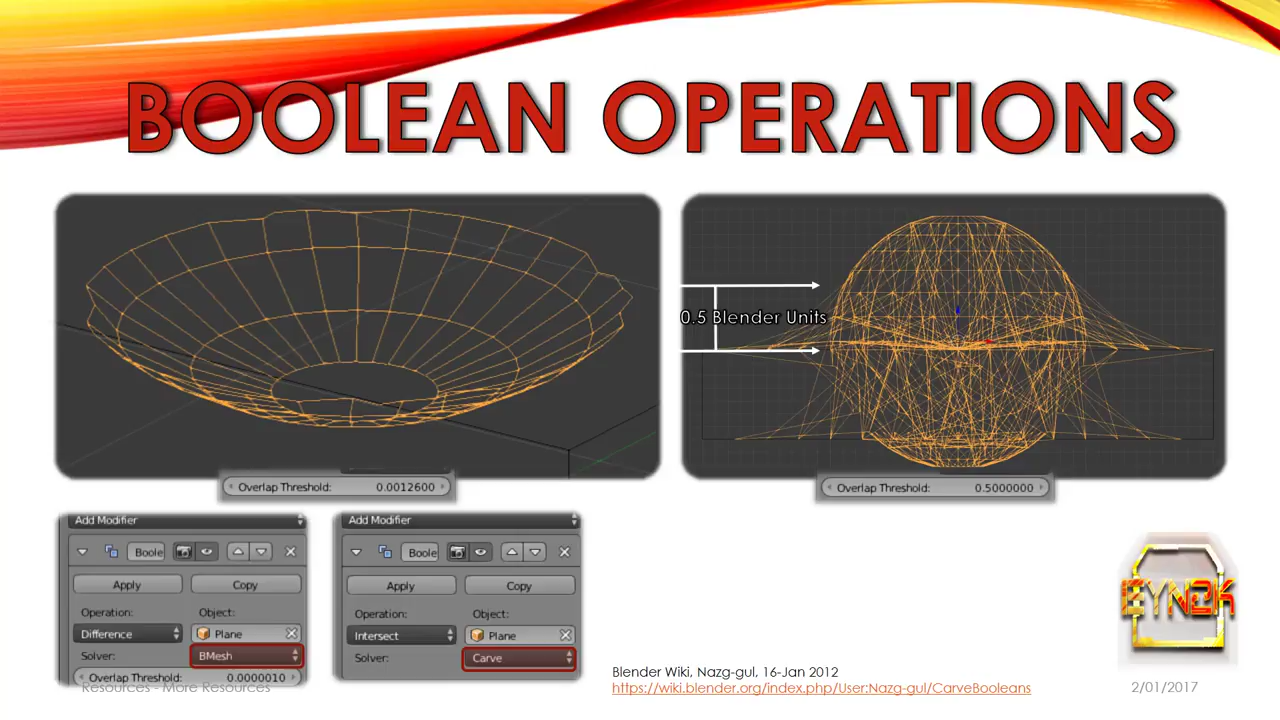 BOOLEAN OPERATIONS
0.5 Blender Units
Overlap Threshold: 0.0012600
Overlap Threshold: 0.5000000
Add Modifier
Boole
Apply Copy
Operation: Object:
Difference Plane
Solver: BMesh
Overlap Threshold: 0.0000010
Add Modifier
Boole
Apply Copy
Operation: Object:
Intersect Plane
Solver: Carve
EYN2K
Blender Wiki, Nazg-gul, 16-Jan 2012
https://wiki.blender.org/index.php/User:Nazg-gul/CarveBooleans
Resources - More Resources
2/01/2017